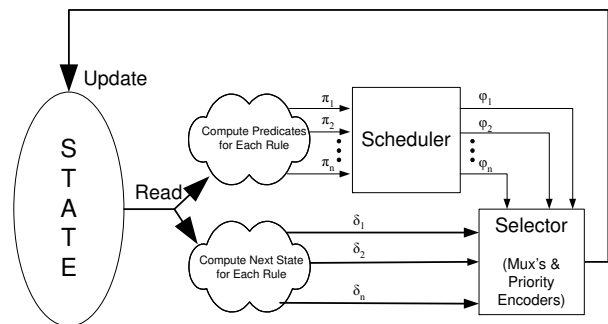 Update
STATE
Read
Compute Predicates
for Each Rule
π1
π2
πn
Scheduler
φ1
φ2
φn
Compute Next State
for Each Rule
δ1
δ2
δn
Selector
(Mux's &
Priority
Encoders)